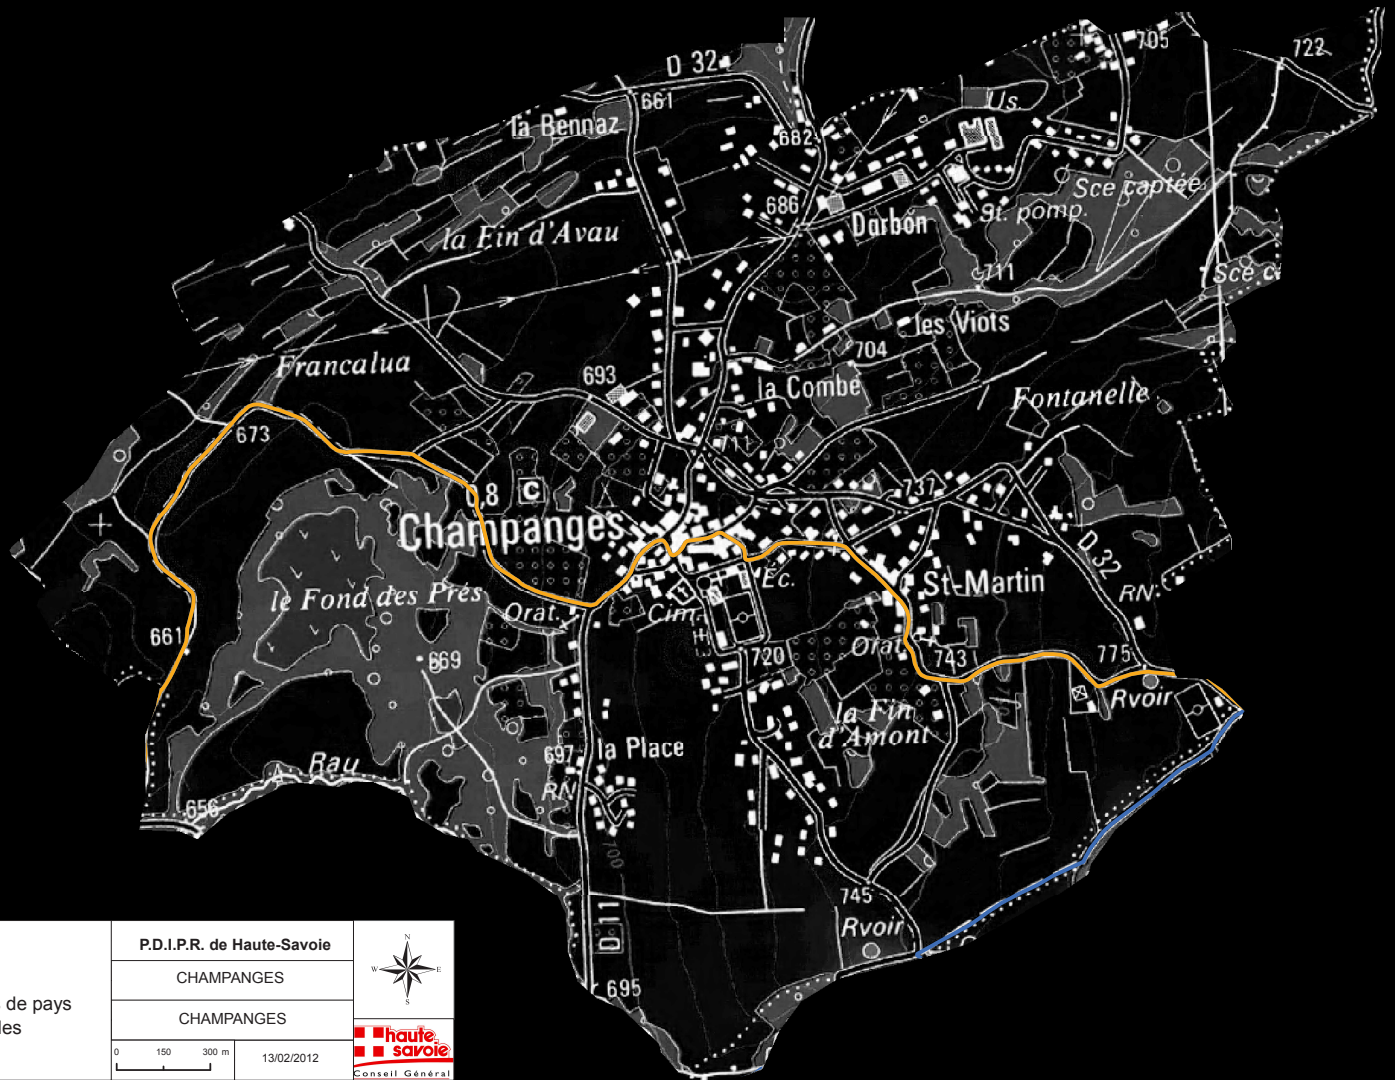 705
722
D 32
661
Us.
la Bennaz
682
Sce captée
686
St. pomp.
Darbon
la Fin d'Avau
711
Sce c
les Viots
704
Francalua
693
la Combe
Fontanelle
673
711
C 8
C
737
Champanges
D 32
Éc.
St-Martin
RN
le Fond des Prés
Orat.
Cim.
661
669
720
Orat.
743
775
Rvoir
la Fin
d'Amont
697
la Place
Rau
RN
656
700
745
Rvoir
D 11
695
P.D.I.P.R. de Haute-Savoie
CHAMPANGES
de pays
CHAMPANGES
les
0 150 300 m
13/02/2012
N
W E
S
haute
savoie
Conseil Général